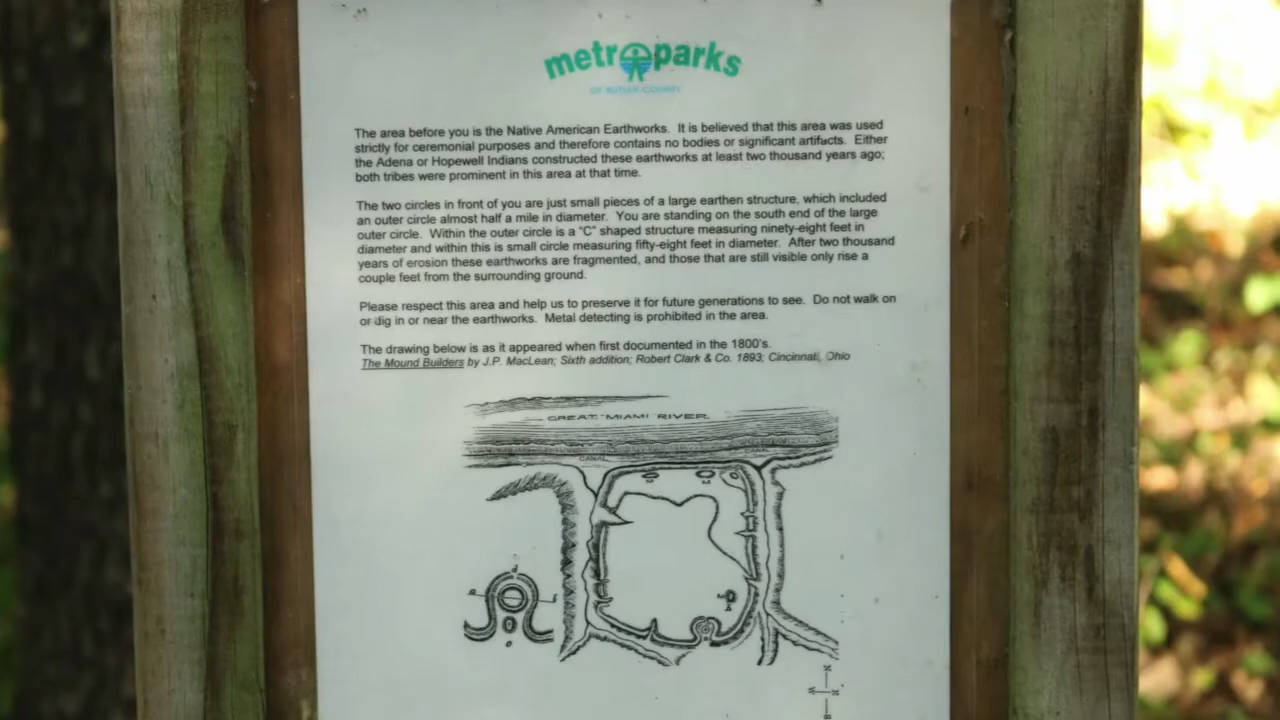 metroparks
OF BUTLER COUNTY
The area before you is the Native American Earthworks. It is believed that this area was used
strictly for ceremonial purposes and therefore contains no bodies or significant artifacts. Either
the Adena or Hopewell Indians constructed these earthworks at least two thousand years ago;
both tribes were prominent in this area at that time.
The two circles in front of you are just small pieces of a large earthen structure, which included
an outer circle almost half a mile in diameter. You are standing on the south end of the large
outer circle. Within the outer circle is a “C” shaped structure measuring ninety-eight feet in
diameter and within this is small circle measuring fifty-eight feet in diameter. After two thousand
years of erosion these earthworks are fragmented, and those that are still visible only rise a
couple feet from the surrounding ground.
Please respect this area and help us to preserve it for future generations to see. Do not walk on
or dig in or near the earthworks. Metal detecting is prohibited in the area.
The drawing below is as it appeared when first documented in the 1800's.
The Mound Builders by J.P. MacLean; Sixth addition; Robert Clark & Co. 1893; Cincinnati, Ohio
GREAT MIAMI RIVER.
CANAL
CANAL